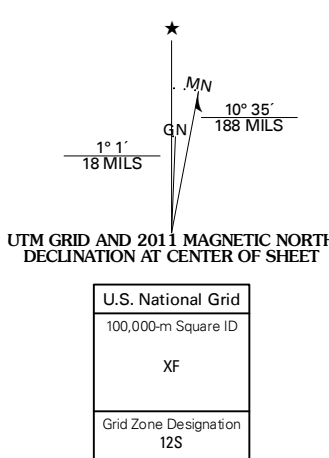 ★
MN
GN
10° 35´
188 MILS
1° 1´
18 MILS
UTM GRID AND 2011 MAGNETIC NORTH
DECLINATION AT CENTER OF SHEET
U.S. National Grid
100,000-m Square ID
XF
Grid Zone Designation
12S